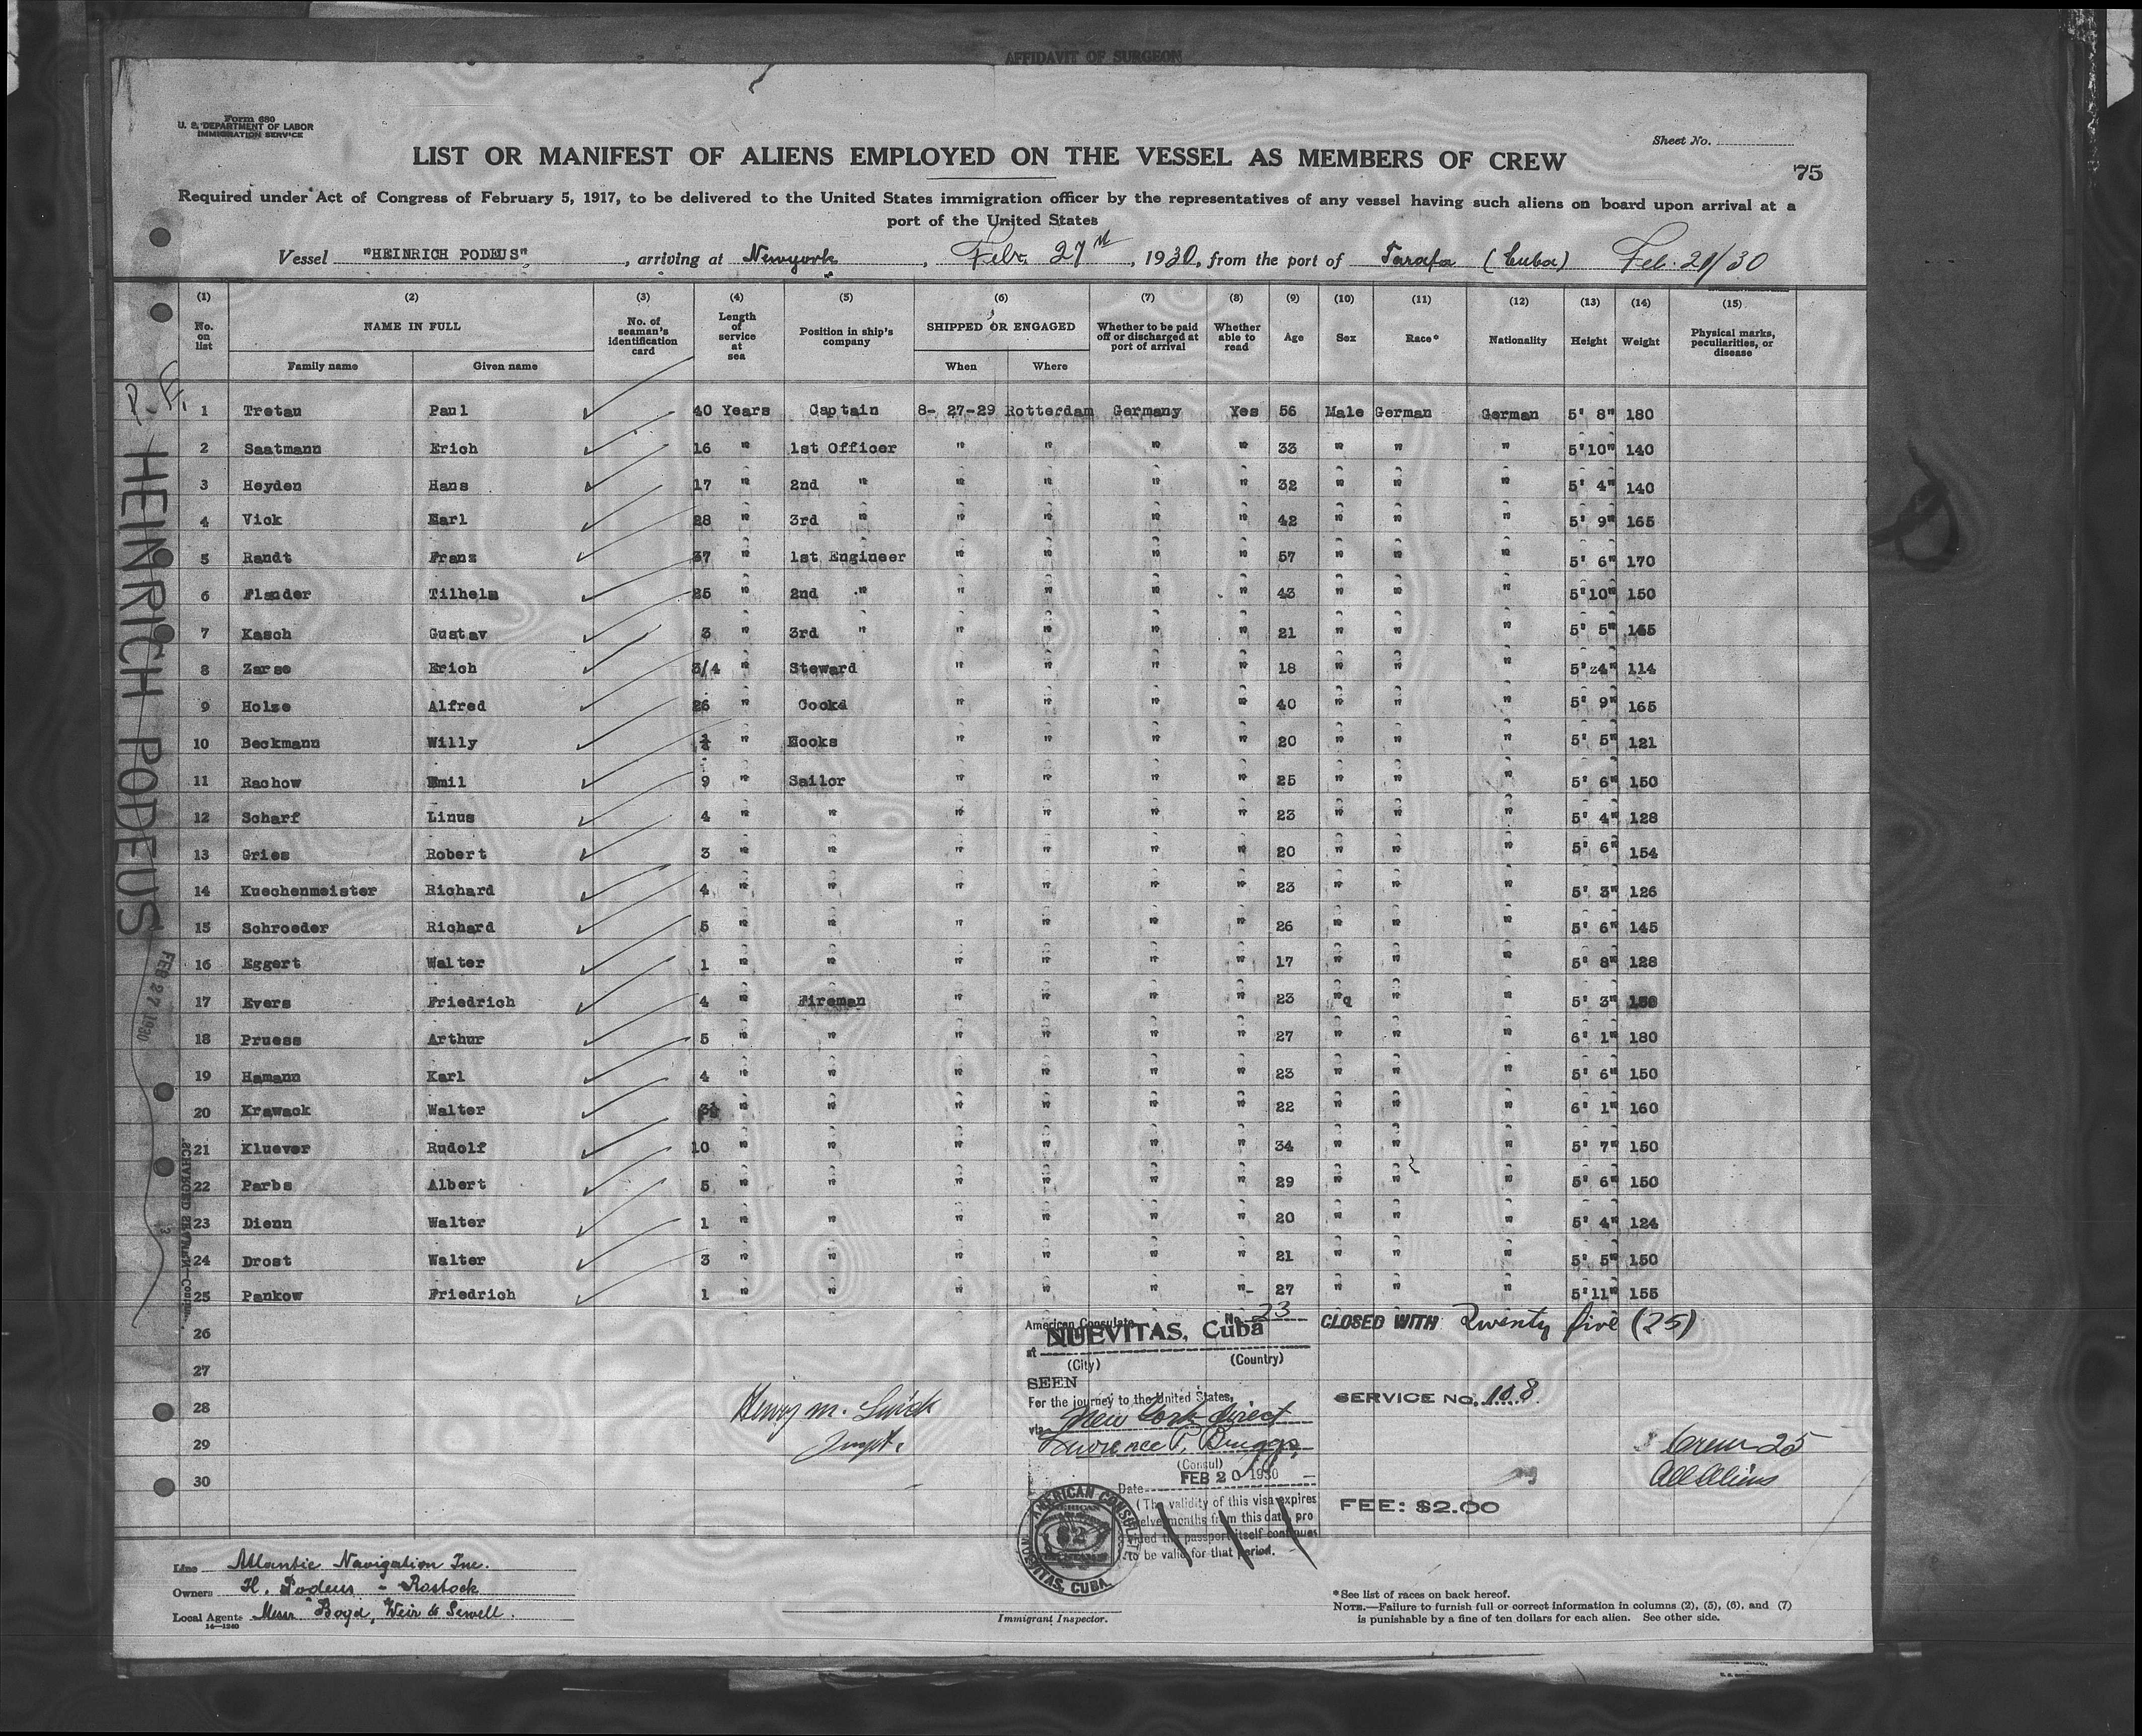 AFFIDAVIT OF SURGEON
Form 680
U. S. DEPARTMENT OF LABOR
IMMIGRATION SERVICE
Sheet No.
LIST OR MANIFEST OF ALIENS EMPLOYED ON THE VESSEL AS MEMBERS OF CREW
75
Required under Act of Congress of February 5, 1917, to be delivered to the United States immigration officer by the representatives of any vessel having such aliens on board upon arrival at a
port of the United States
Vessel "HEINRICH PODEUS", arriving at Newyork, Febr. 27th, 1930, from the port of Tarafa (Cuba) Feb. 21/30
(1) (2) (3) (4) (5) (6) (7) (8) (9) (10) (11) (12) (13) (14) (15)
No. on list NAME IN FULL Family name Given name No. of seaman's identification card Length of service at sea Position in ship's company SHIPPED OR ENGAGED When Where Whether to be paid off or discharged at port of arrival Whether able to read Age Sex Race* Nationality Height Weight Physical marks, peculiarities, or disease
1 Tretau Paul 40 Years Captain 8- 27-29 Rotterdam Germany Yes 56 Male German German 5' 8" 180
2 Saatmann Erich 16 " 1st Officer " " " " 33 " " " 5'10" 140
3 Heyden Hans 17 " 2nd " " " " " 32 " " " 5' 4" 140
4 Vick Karl 28 " 3rd " " " " " 42 " " " 5' 9" 165
5 Randt Franz 37 " 1st Engineer " " " " 57 " " " 5' 6" 170
6 Flander Tilhelm 25 " 2nd " " " " " 43 " " " 5'10" 150
7 Kasch Gustav 3 " 3rd " " " " " 21 " " " 5' 5"
8 Zarse Erich 3/4 " Steward " " " " 18 " " " 5' 4" 114
9 Holze Alfred 26 " Cook " " " " 40 " " " 5' 9" 165
10 Beckmann Willy " Hooks " " " " 20 " " " 5' 5" 121
11 Rachow Emil 9 " Sailor " " " " 25 " " " 5' 6" 150
12 Scharf Linus 4 " " " " " " 23 " " " 5' 4" 128
13 Gries Robert 3 " " " " " " 20 " " " 5' 6" 154
14 Kuechenmeister Richard 4 " " " " " " 23 " " " 5' 3" 126
15 Schroeder Richard 5 " " " " " " 26 " " " 5' 6" 145
16 Eggert Walter 1 " " " " " " 17 " " " 5' 8" 128
17 Evers Friedrich 4 " Fireman " " " " 23 " " " 5' 3"
18 Pruess Arthur 5 " " " " " " 27 " " " 6' 1" 180
19 Hamann Karl 4 " " " " " " 23 " " " 5' 6" 150
20 Krawack Walter " " " " " " 22 " " " 6' 1" 160
21 Kluever Rudolf 10 " " " " " " 34 " " " 5' 7" 150
22 Parbs Albert 5 " " " " " " 29 " " " 5' 6" 150
23 Dienn Walter 1 " " " " " " 20 " " " 5' 4" 124
24 Drost Walter 3 " " " " " " 21 " " " 5' 5" 150
25 Pankow Friedrich 1 " " " " " " 27 " " " 5'11" 155
26
27
28
29
30
American Consulate No. 23
at NUEVITAS, Cuba
(City) (Country)
SEEN
For the journey to the United States,
via New York direct
Lawrence P. Briggs
(Consul)
Date FEB 20 1930
(The validity of this visa expires
twelve months from this date, pro
vided the passport itself continues
to be valid for that period.
AMERICAN CONSULATE
NUEVITAS, CUBA.
CLOSED WITH Twenty five (25)
SERVICE NO. 108
FEE: $2.00
Crew 25
All Aliens
Henry M.
Line Atlantic Navigation Inc.
Owners H. Podeus - Rostock
Local Agents Messr Boyd, Weir & Sewell.
14—1240
Immigrant Inspector.
*See list of races on back hereof.
NOTE.—Failure to furnish full or correct information in columns (2), (5), (6), and (7)
is punishable by a fine of ten dollars for each alien. See other side.
HEINRICH PODEUS
FEB 27 1930